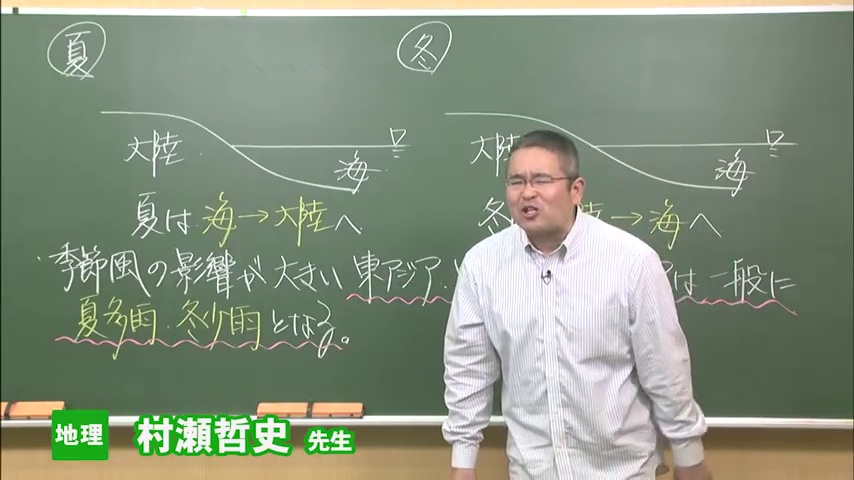 夏
冬
大陸
海
大陸
海
夏は 海→大陸へ
冬 陸→海へ
季節風の影響が大きい 東アジア は一般に
夏多雨・冬少雨となる。
地理 村瀬哲史 先生